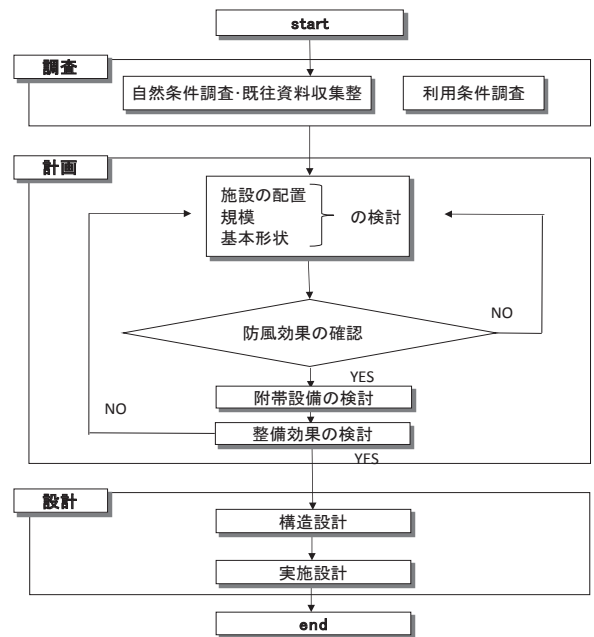 start
調査
自然条件調査･既往資料収集整
利用条件調査
計画
施設の配置
規模
基本形状
の検討
NO
防風効果の確認
YES
附帯設備の検討
NO
整備効果の検討
YES
設計
構造設計
実施設計
end